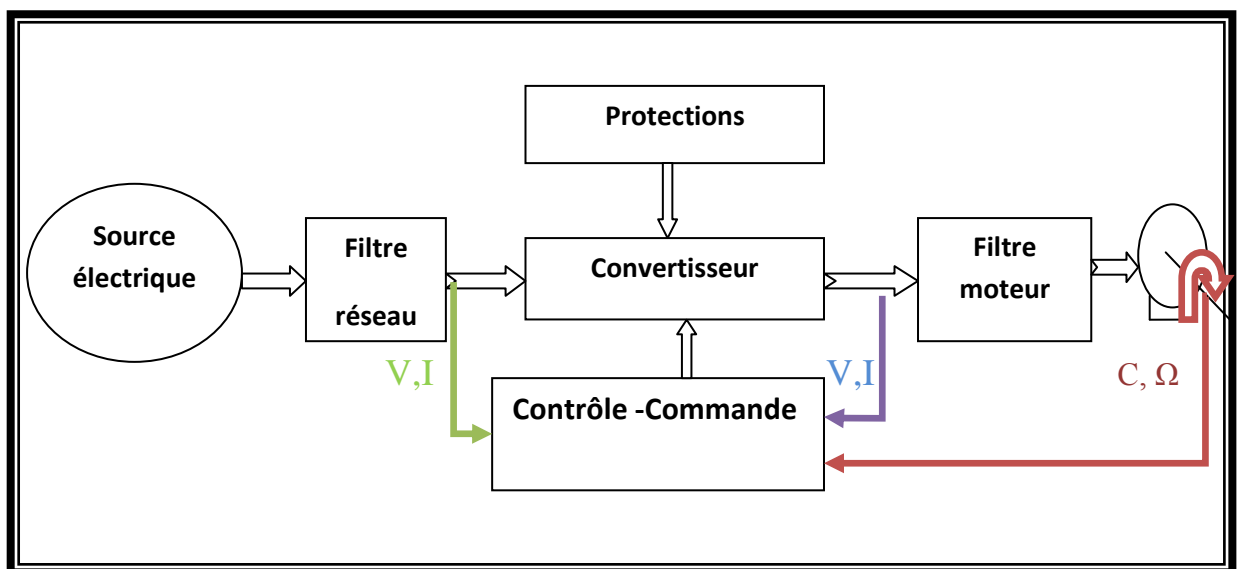 Protections
Source
électrique
Filtre
réseau
Convertisseur
Filtre
moteur
V,I
V,I
C, Ω
Contrôle -Commande